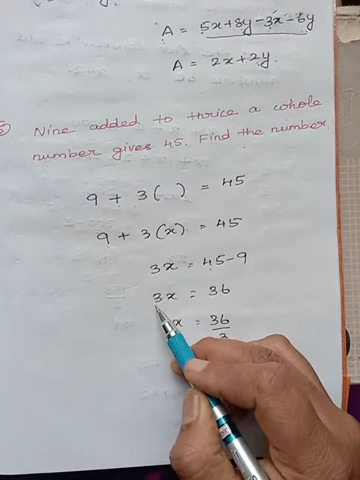 A = 5x+8y-3x-6y
A = 2x+2y.
Nine added to thrice a whole
number gives 45. Find the number.
9 + 3( ) = 45
9 + 3(x) = 45
3x = 45-9
3x = 36
x = 36/3